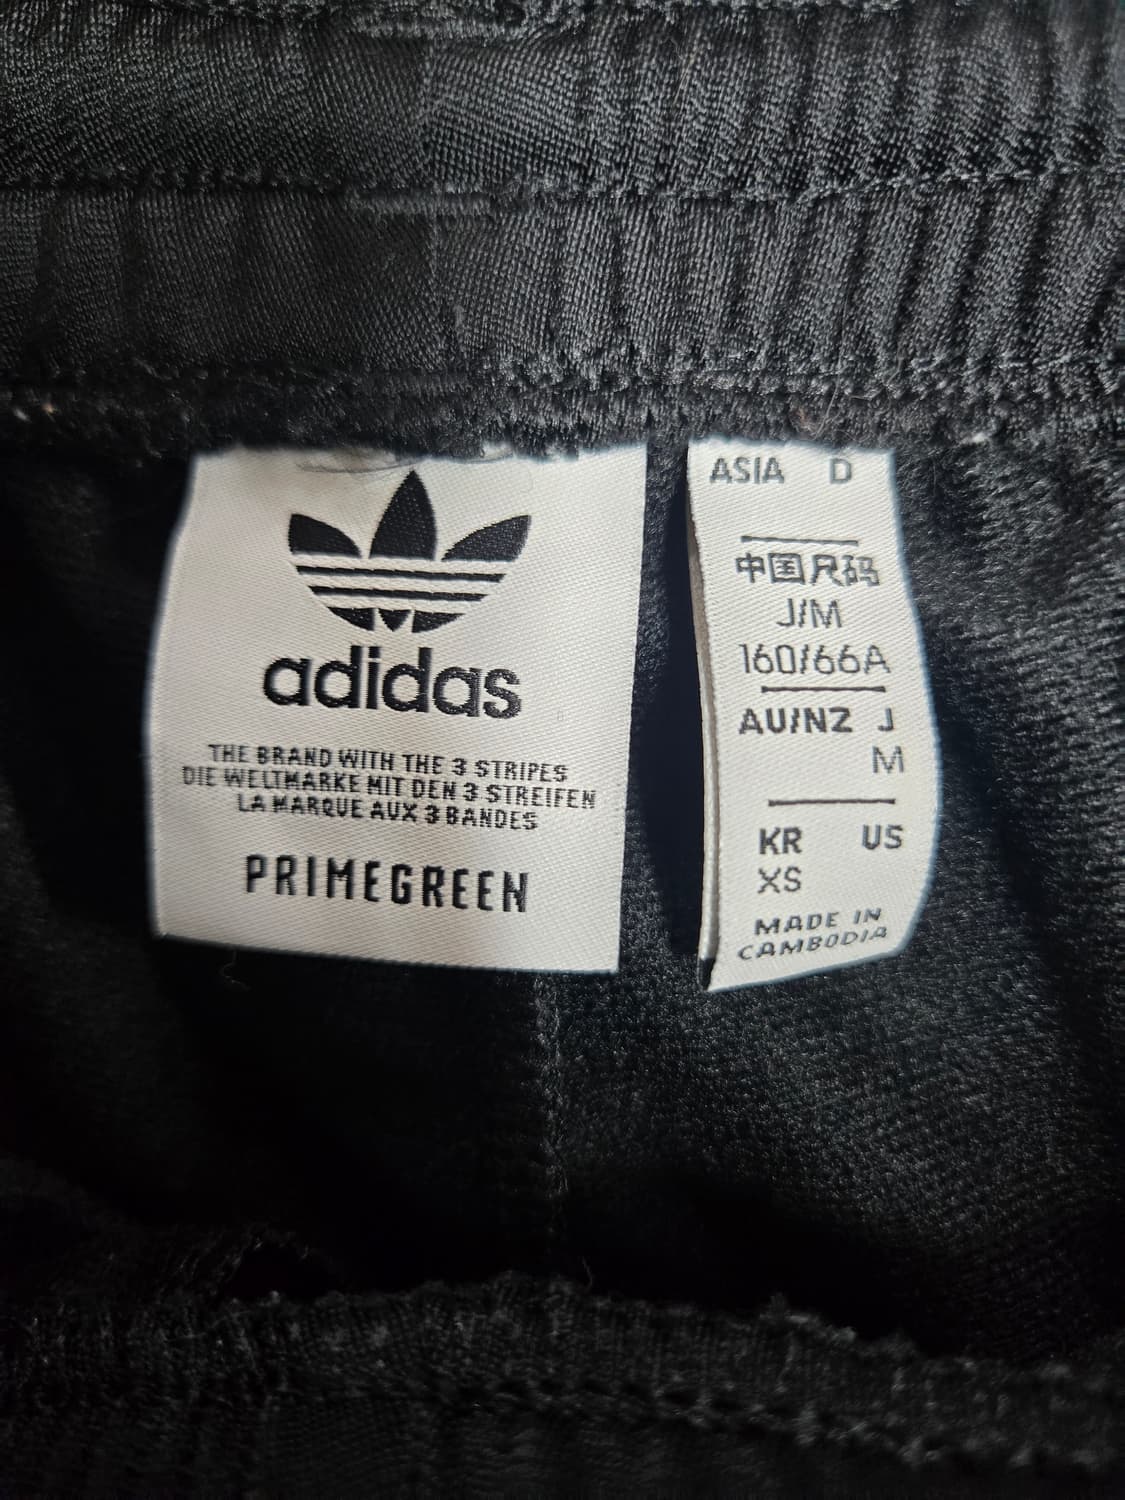 adidas
THE BRAND WITH THE 3 STRIPES
DIE WELTMARKE MIT DEN 3 STREIFEN
LA MARQUE AUX 3 BANDES
PRIMEGREEN
ASIA D
中国尺码
J/M
160/66A
AU/NZ J
M
KR US
XS
MADE IN
CAMBODIA